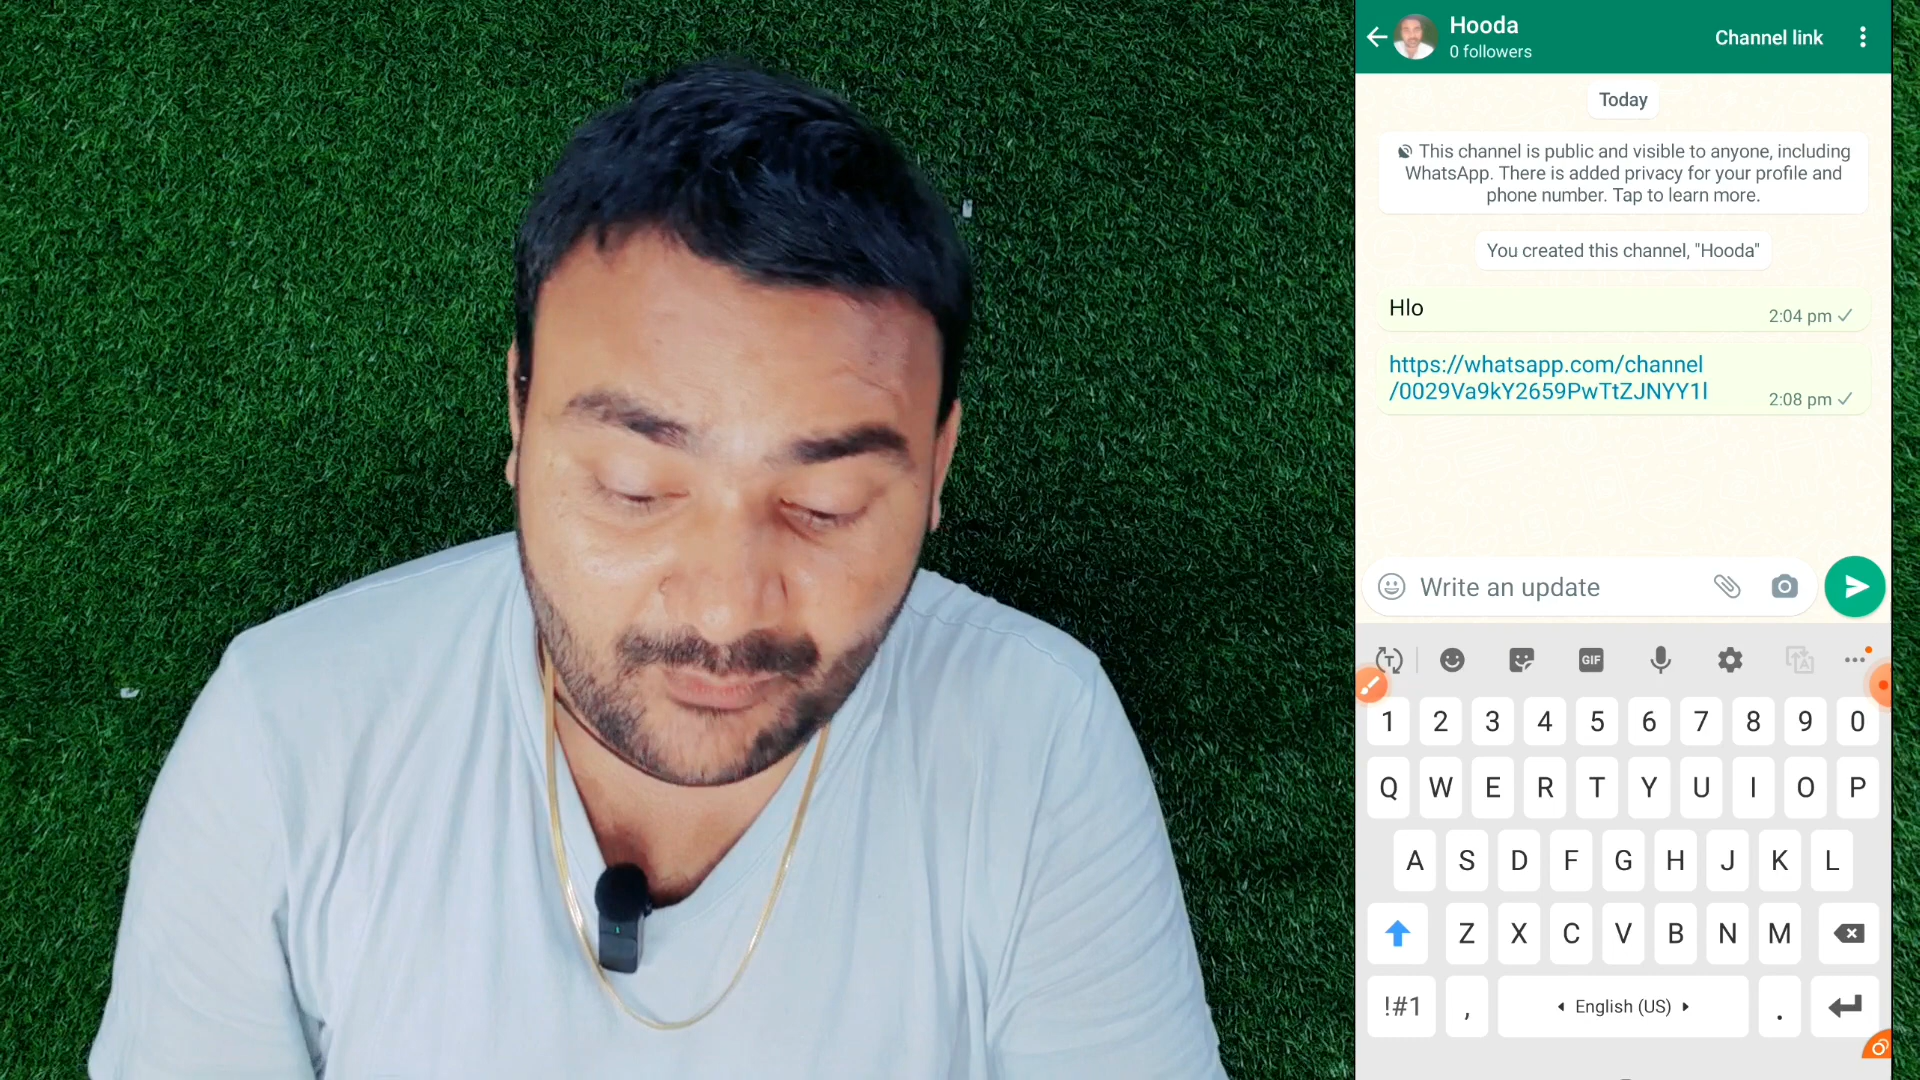 Hooda
0 followers
Channel link
Today
This channel is public and visible to anyone, including
WhatsApp. There is added privacy for your profile and
phone number. Tap to learn more.
You created this channel, "Hooda"
Hlo
2:04 pm
https://whatsapp.com/channel
/0029Va9kY2659PwTtZJNYY1l
2:08 pm
Write an update
T
GIF
A
1 2 3 4 5 6 7 8 9 0
Q W E R T Y U I O P
A S D F G H J K L
Z X C V B N M
!#1 , English (US) .